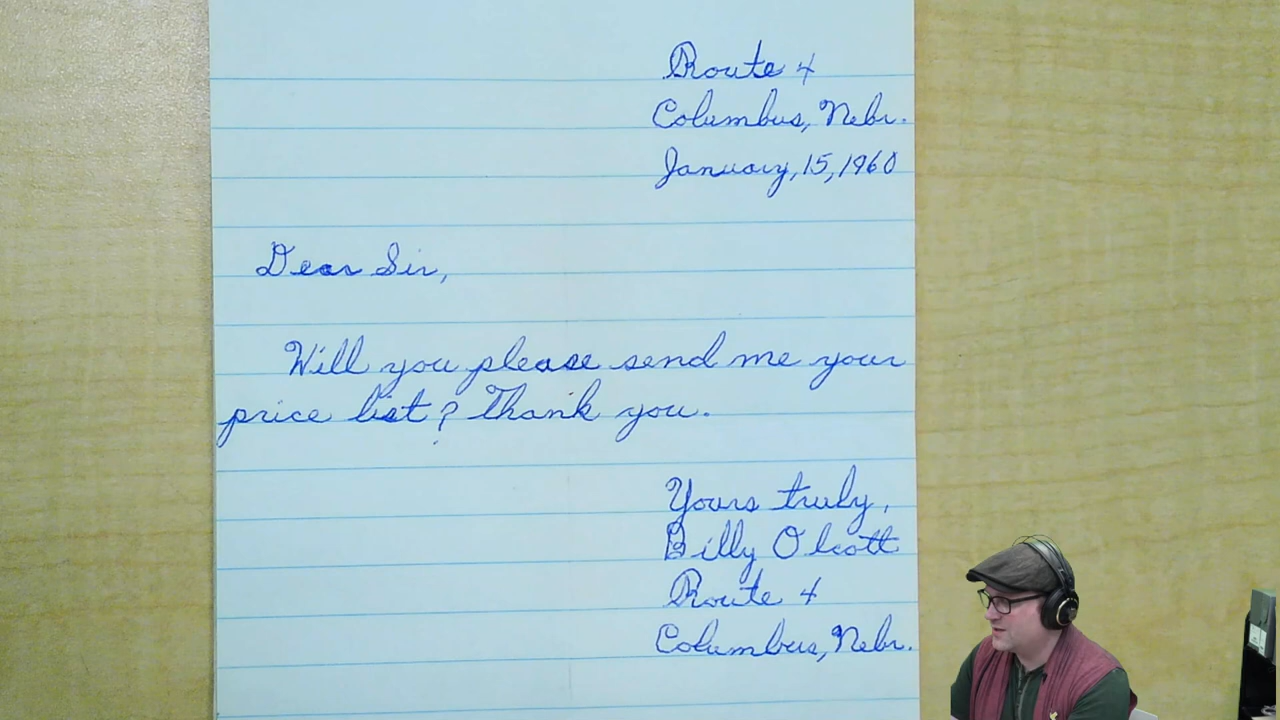 Route 4
Columbus, Nebr.
January, 15, 1960
Dear Sir,
Will you please send me your
price list? Thank you.
Yours truly,
Billy Olcott
Route 4
Columbus, Nebr.